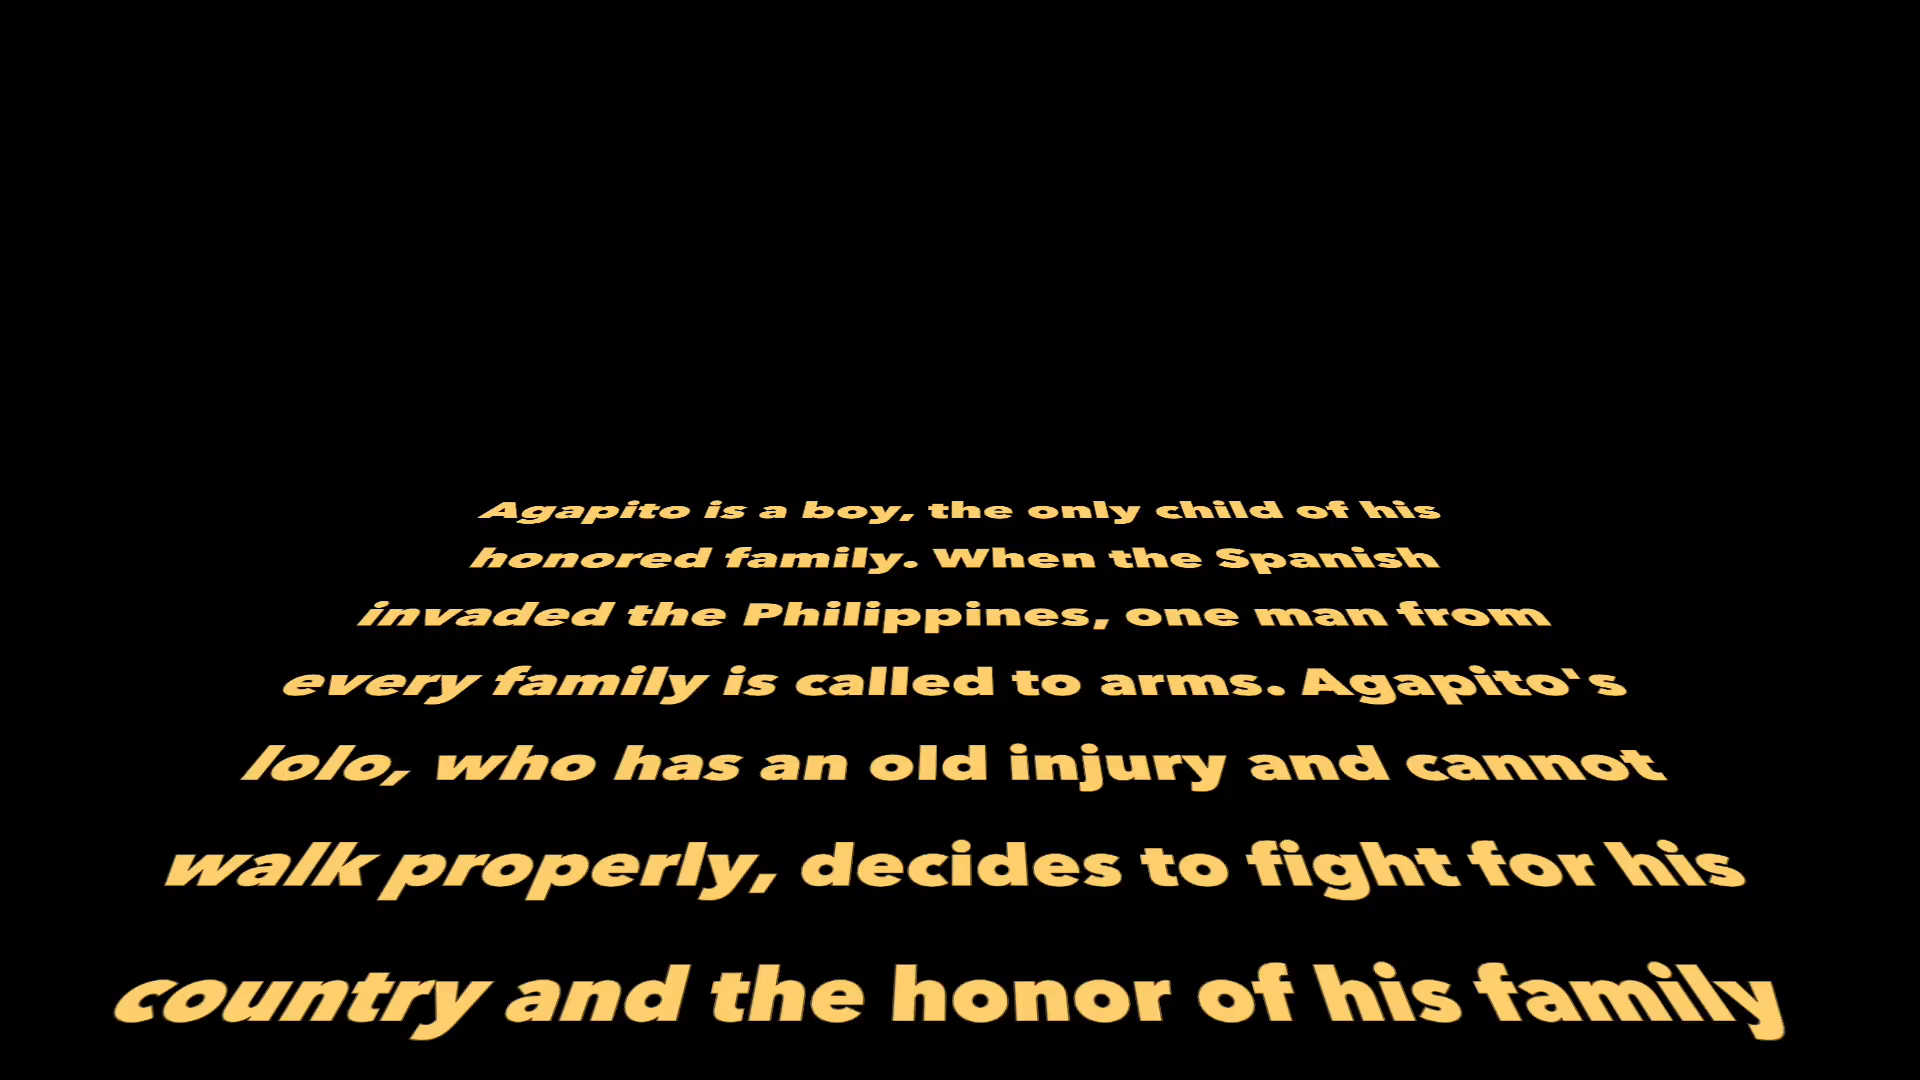 Agapito is a boy, the only child of his
honored family. When the Spanish
invaded the Philippines, one man from
every family is called to arms. Agapito's
lolo, who has an old injury and cannot
walk properly, decides to fight for his
country and the honor of his family